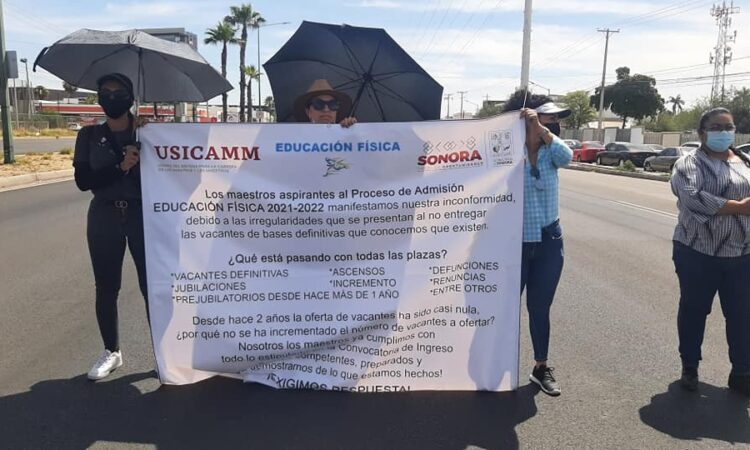 USICAMM
EDUCACIÓN FÍSICA
SONORA
Los maestros aspirantes al Proceso de Admisión
EDUCACIÓN FÍSICA 2021-2022 manifestamos nuestra inconformidad,
debido a las irregularidades que se presentan al no entregar
las vacantes de bases definitivas que conocemos que existen.
¿Qué está pasando con todas las plazas?
*VACANTES DEFINITIVAS *ASCENSOS *DEFUNCIONES
*JUBILACIONES *INCREMENTO *RENUNCIAS
*PREJUBILATORIOS DESDE HACE MÁS DE 1 AÑO *ENTRE OTROS
Desde hace 2 años la oferta de vacantes ha sido casi nula,
¿por qué no se ha incrementado el número de vacantes a ofertar?
Nosotros los maestros ya cumplimos con
todo lo Convocatoria de Ingreso
competentes, preparados y
de lo que estamos hechos!
¡EXIGIMOS RESPUESTA!